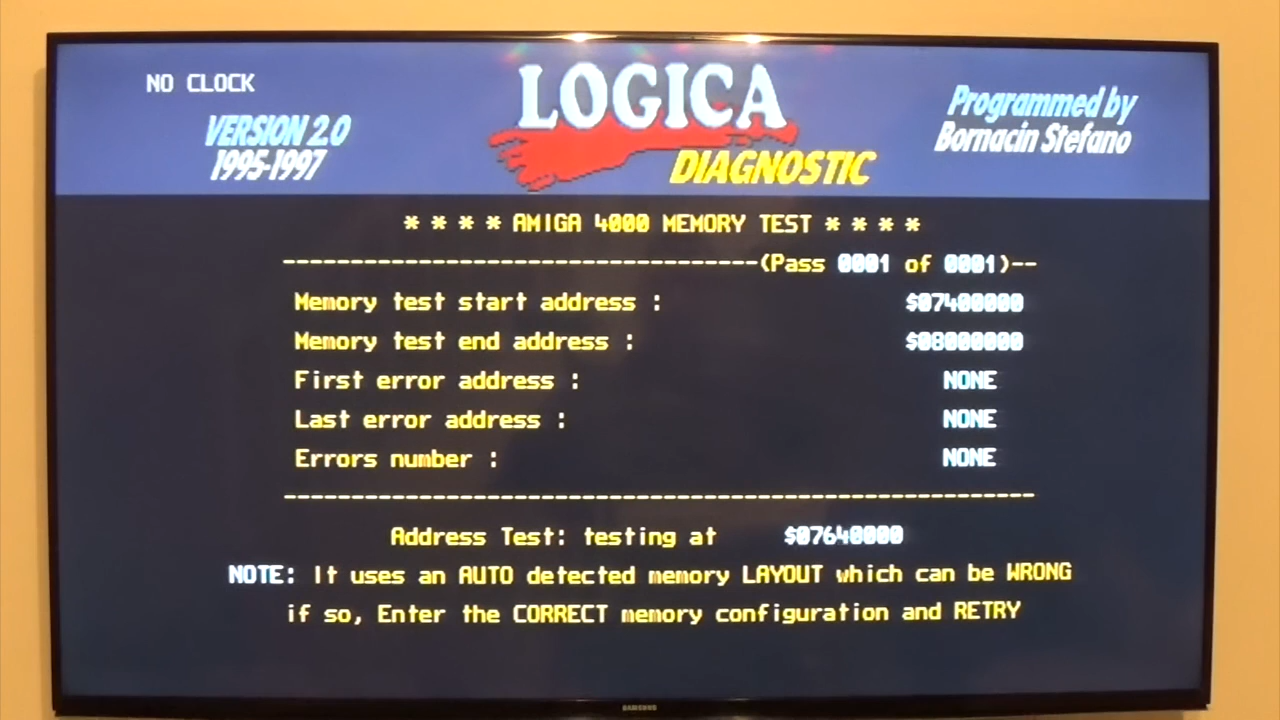 NO CLOCK
VERSION 2.0
1995-1997
LOGICA
DIAGNOSTIC
Programmed by
Bornacin Stefano
* * * * AMIGA 4000 MEMORY TEST * * * *
-----------------------------------(Pass 0001 of 0001)--
Memory test start address : $07400000
Memory test end address : $08000000
First error address : NONE
Last error address : NONE
Errors number : NONE
--------------------------------------------------------
Address Test: testing at $07640000
NOTE: It uses an AUTO detected memory LAYOUT which can be WRONG
if so, Enter the CORRECT memory configuration and RETRY
SAMSUNG